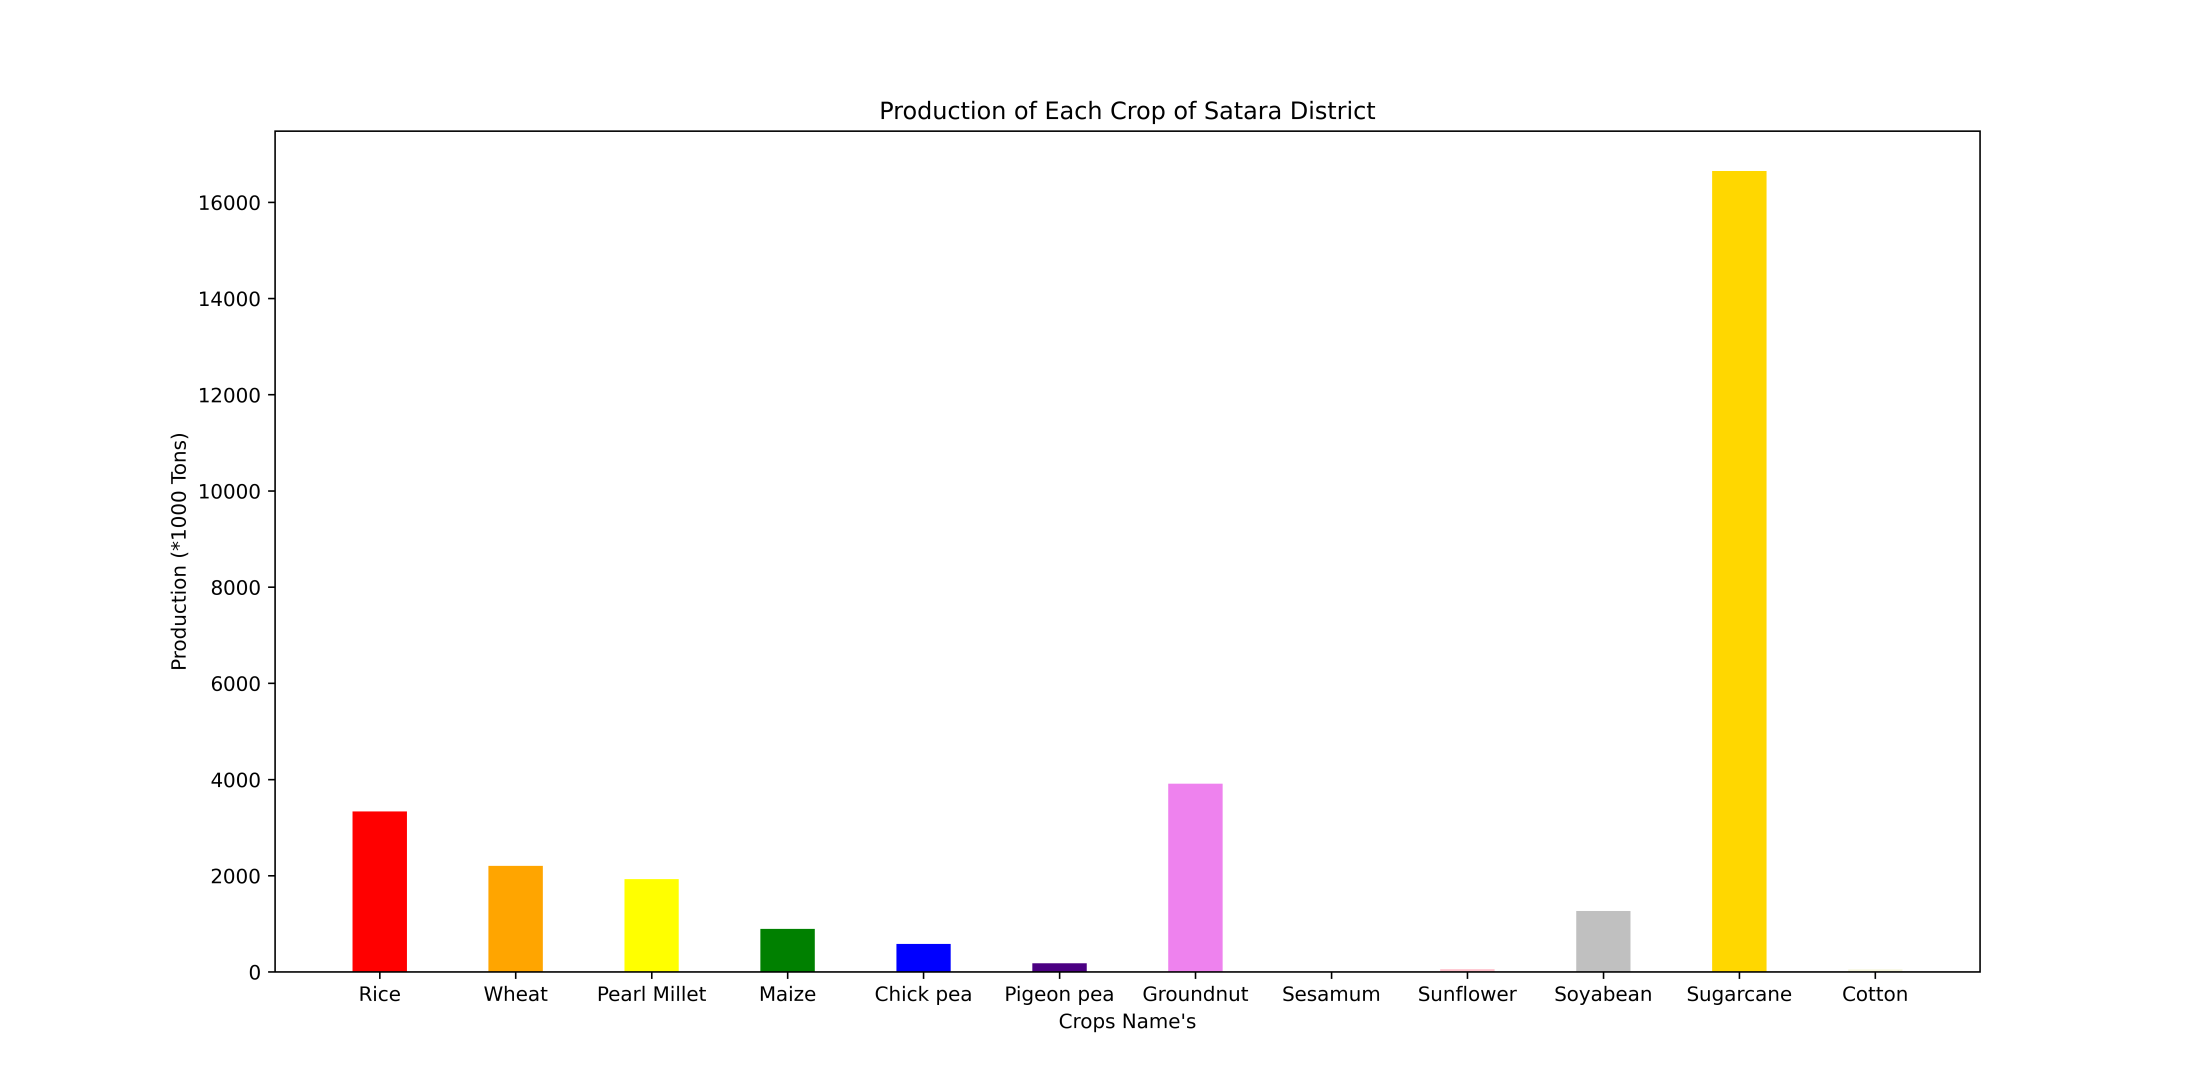 Production of Each Crop of Satara District
Production (*1000 Tons)
16000
14000
12000
10000
8000
6000
4000
2000
0
Rice Wheat Pearl Millet Maize Chick pea Pigeon pea Groundnut Sesamum Sunflower Soyabean Sugarcane Cotton
Crops Name's